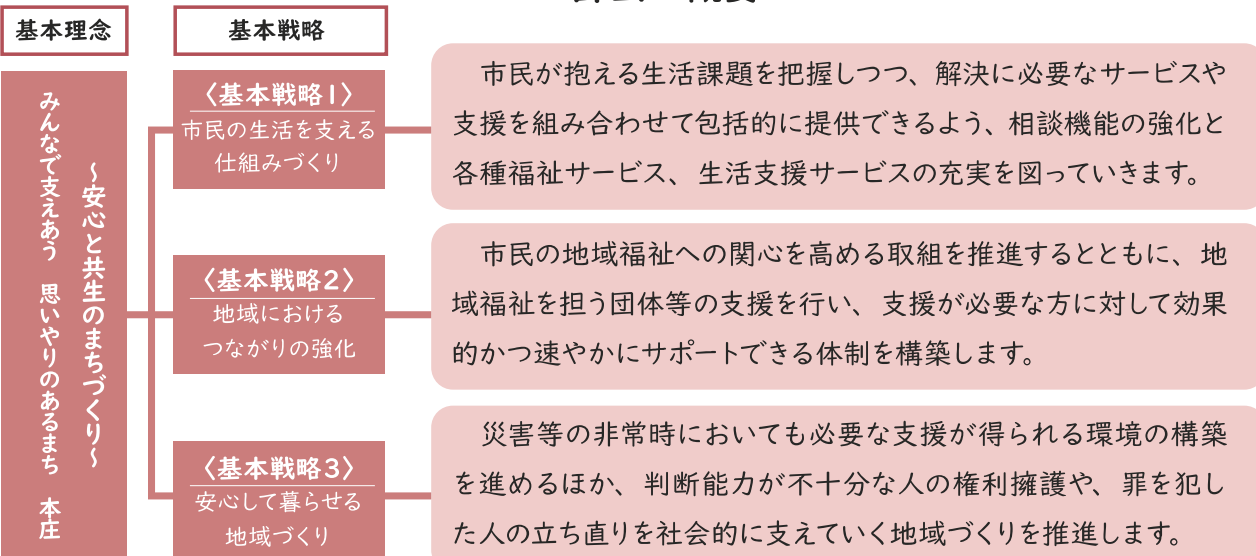 基本理念
基本戦略
～安心と共生のまちづくり～
みんなで支えあう 思いやりのあるまち 本庄
〈基本戦略1〉
市民の生活を支える
仕組みづくり
市民が抱える生活課題を把握しつつ、解決に必要なサービスや
支援を組み合わせて包括的に提供できるよう、相談機能の強化と
各種福祉サービス、生活支援サービスの充実を図っていきます。
〈基本戦略2〉
地域における
つながりの強化
市民の地域福祉への関心を高める取組を推進するとともに、地
域福祉を担う団体等の支援を行い、支援が必要な方に対して効果
的かつ速やかにサポートできる体制を構築します。
〈基本戦略3〉
安心して暮らせる
地域づくり
災害等の非常時においても必要な支援が得られる環境の構築
を進めるほか、判断能力が不十分な人の権利擁護や、罪を犯し
た人の立ち直りを社会的に支えていく地域づくりを推進します。